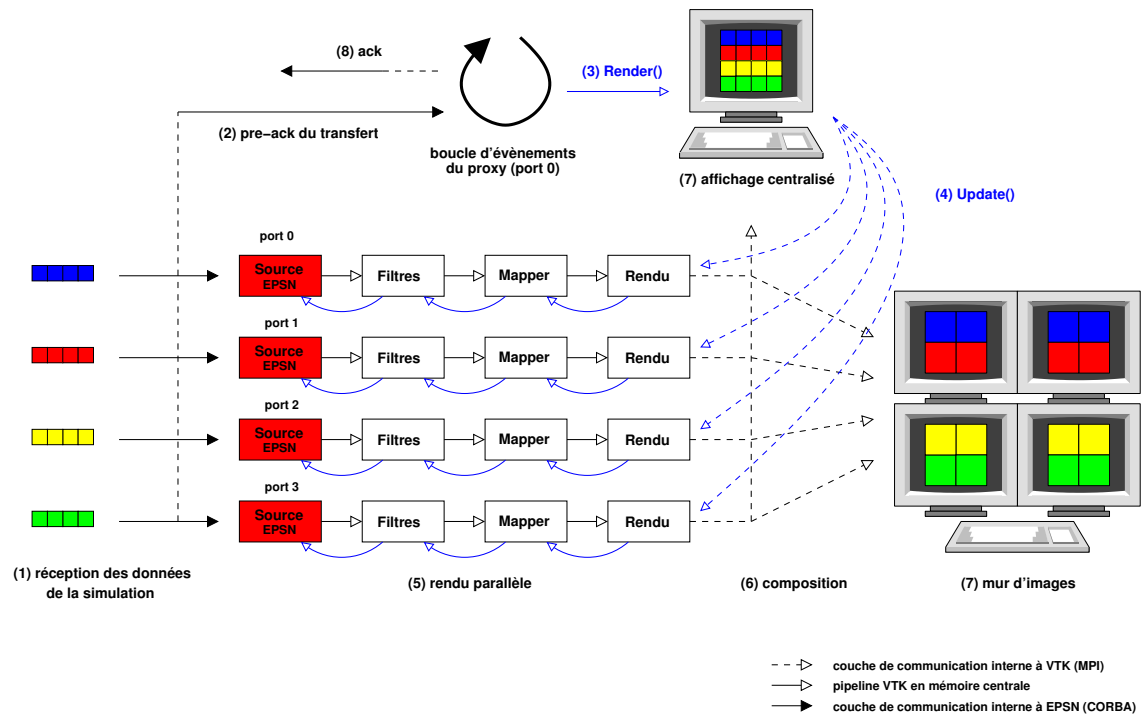 (8) ack
(3) Render()
(2) pre−ack du transfert
boucle d'évènements
du proxy (port 0)
(7) affichage centralisé
(4) Update()
port 0
Source
EPSN
Filtres
Mapper
Rendu
port 1
Source
EPSN
Filtres
Mapper
Rendu
port 2
Source
EPSN
Filtres
Mapper
Rendu
port 3
Source
EPSN
Filtres
Mapper
Rendu
(1) réception des données
de la simulation
(5) rendu parallèle
(6) composition
(7) mur d'images
couche de communication interne à VTK (MPI)
pipeline VTK en mémoire centrale
couche de communication interne à EPSN (CORBA)